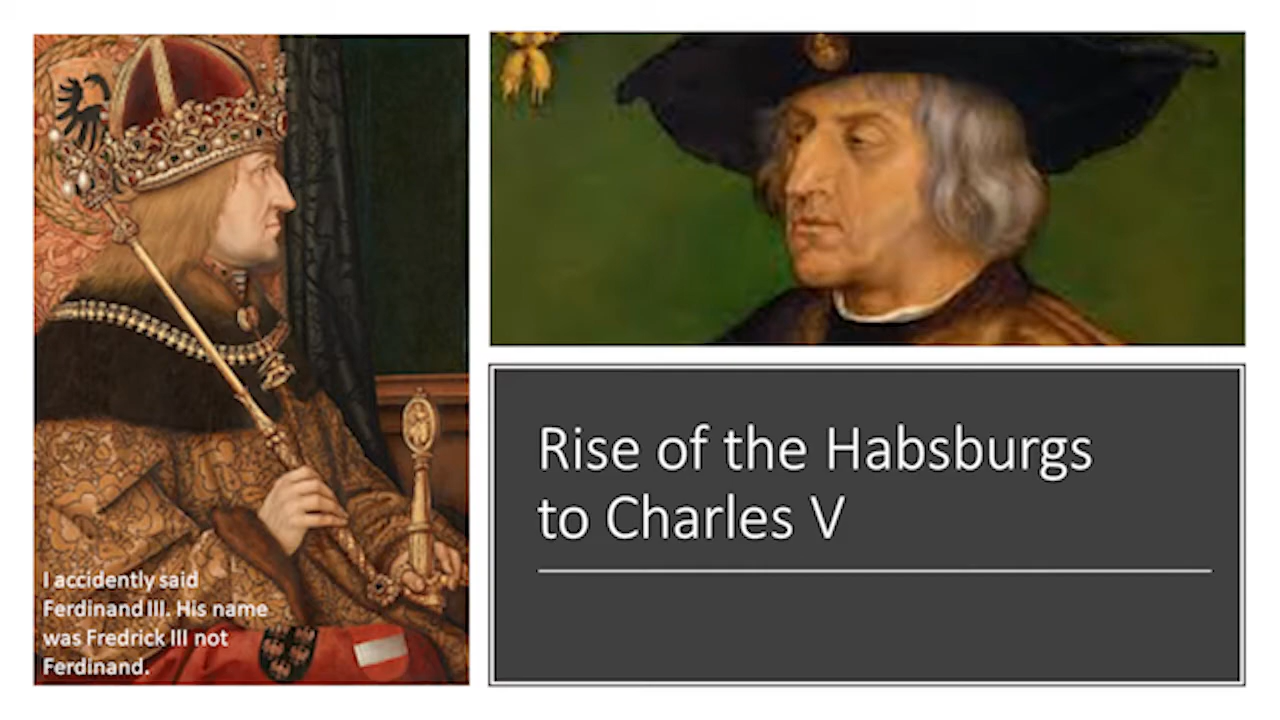 I accidently said
Ferdinand III. His name
was Fredrick III not
Ferdinand.
Rise of the Habsburgs
to Charles V